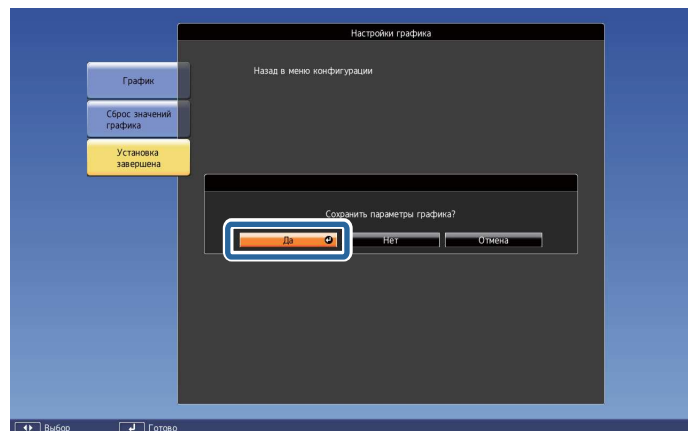 Настройки графика
График
Назад в меню конфигурации
Сброс значений
графика
Установка
завершена
Сохранить параметры графика?
Да Нет Отмена
Выбор Готово